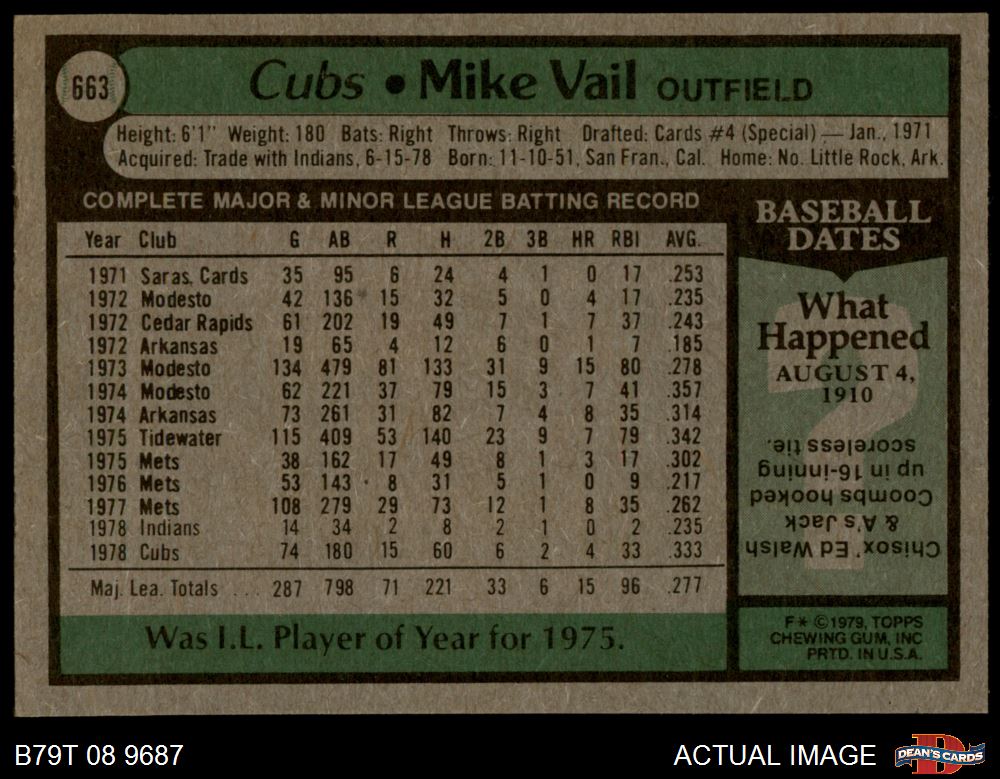 663
Cubs • Mike Vail OUTFIELD
Height: 6'1" Weight: 180 Bats: Right Throws: Right Drafted: Cards #4 (Special) — Jan., 1971
Acquired: Trade with Indians, 6-15-78 Born: 11-10-51, San Fran., Cal. Home: No. Little Rock, Ark.
COMPLETE MAJOR & MINOR LEAGUE BATTING RECORD
Year Club G AB R H 2B 3B HR RBI AVG.
1971 Saras. Cards 35 95 6 24 4 1 0 17 .253
1972 Modesto 42 136 15 32 5 0 4 17 .235
1972 Cedar Rapids 61 202 19 49 7 1 7 37 .243
1972 Arkansas 19 65 4 12 6 0 1 7 .185
1973 Modesto 134 479 81 133 31 9 15 80 .278
1974 Modesto 62 221 37 79 15 3 7 41 .357
1974 Arkansas 73 261 31 82 7 4 8 35 .314
1975 Tidewater 115 409 53 140 23 9 7 79 .342
1975 Mets 38 162 17 49 8 1 3 17 .302
1976 Mets 53 143 8 31 5 1 0 9 .217
1977 Mets 108 279 29 73 12 1 8 35 .262
1978 Indians 14 34 2 8 2 1 0 2 .235
1978 Cubs 74 180 15 60 6 2 4 33 .333
Maj. Lea. Totals ... 287 798 71 221 33 6 15 96 .277
Was I.L. Player of Year for 1975.
BASEBALL
DATES
What
Happened
AUGUST 4,
1910
Chisox' Ed Walsh
& A's Jack
Coombs hooked
up in 16-inning
scoreless tie.
F* ©1979, TOPPS
CHEWING GUM, INC
PRTD. IN U.S.A.
B79T 08 9687
ACTUAL IMAGE
DEAN'S CARDS